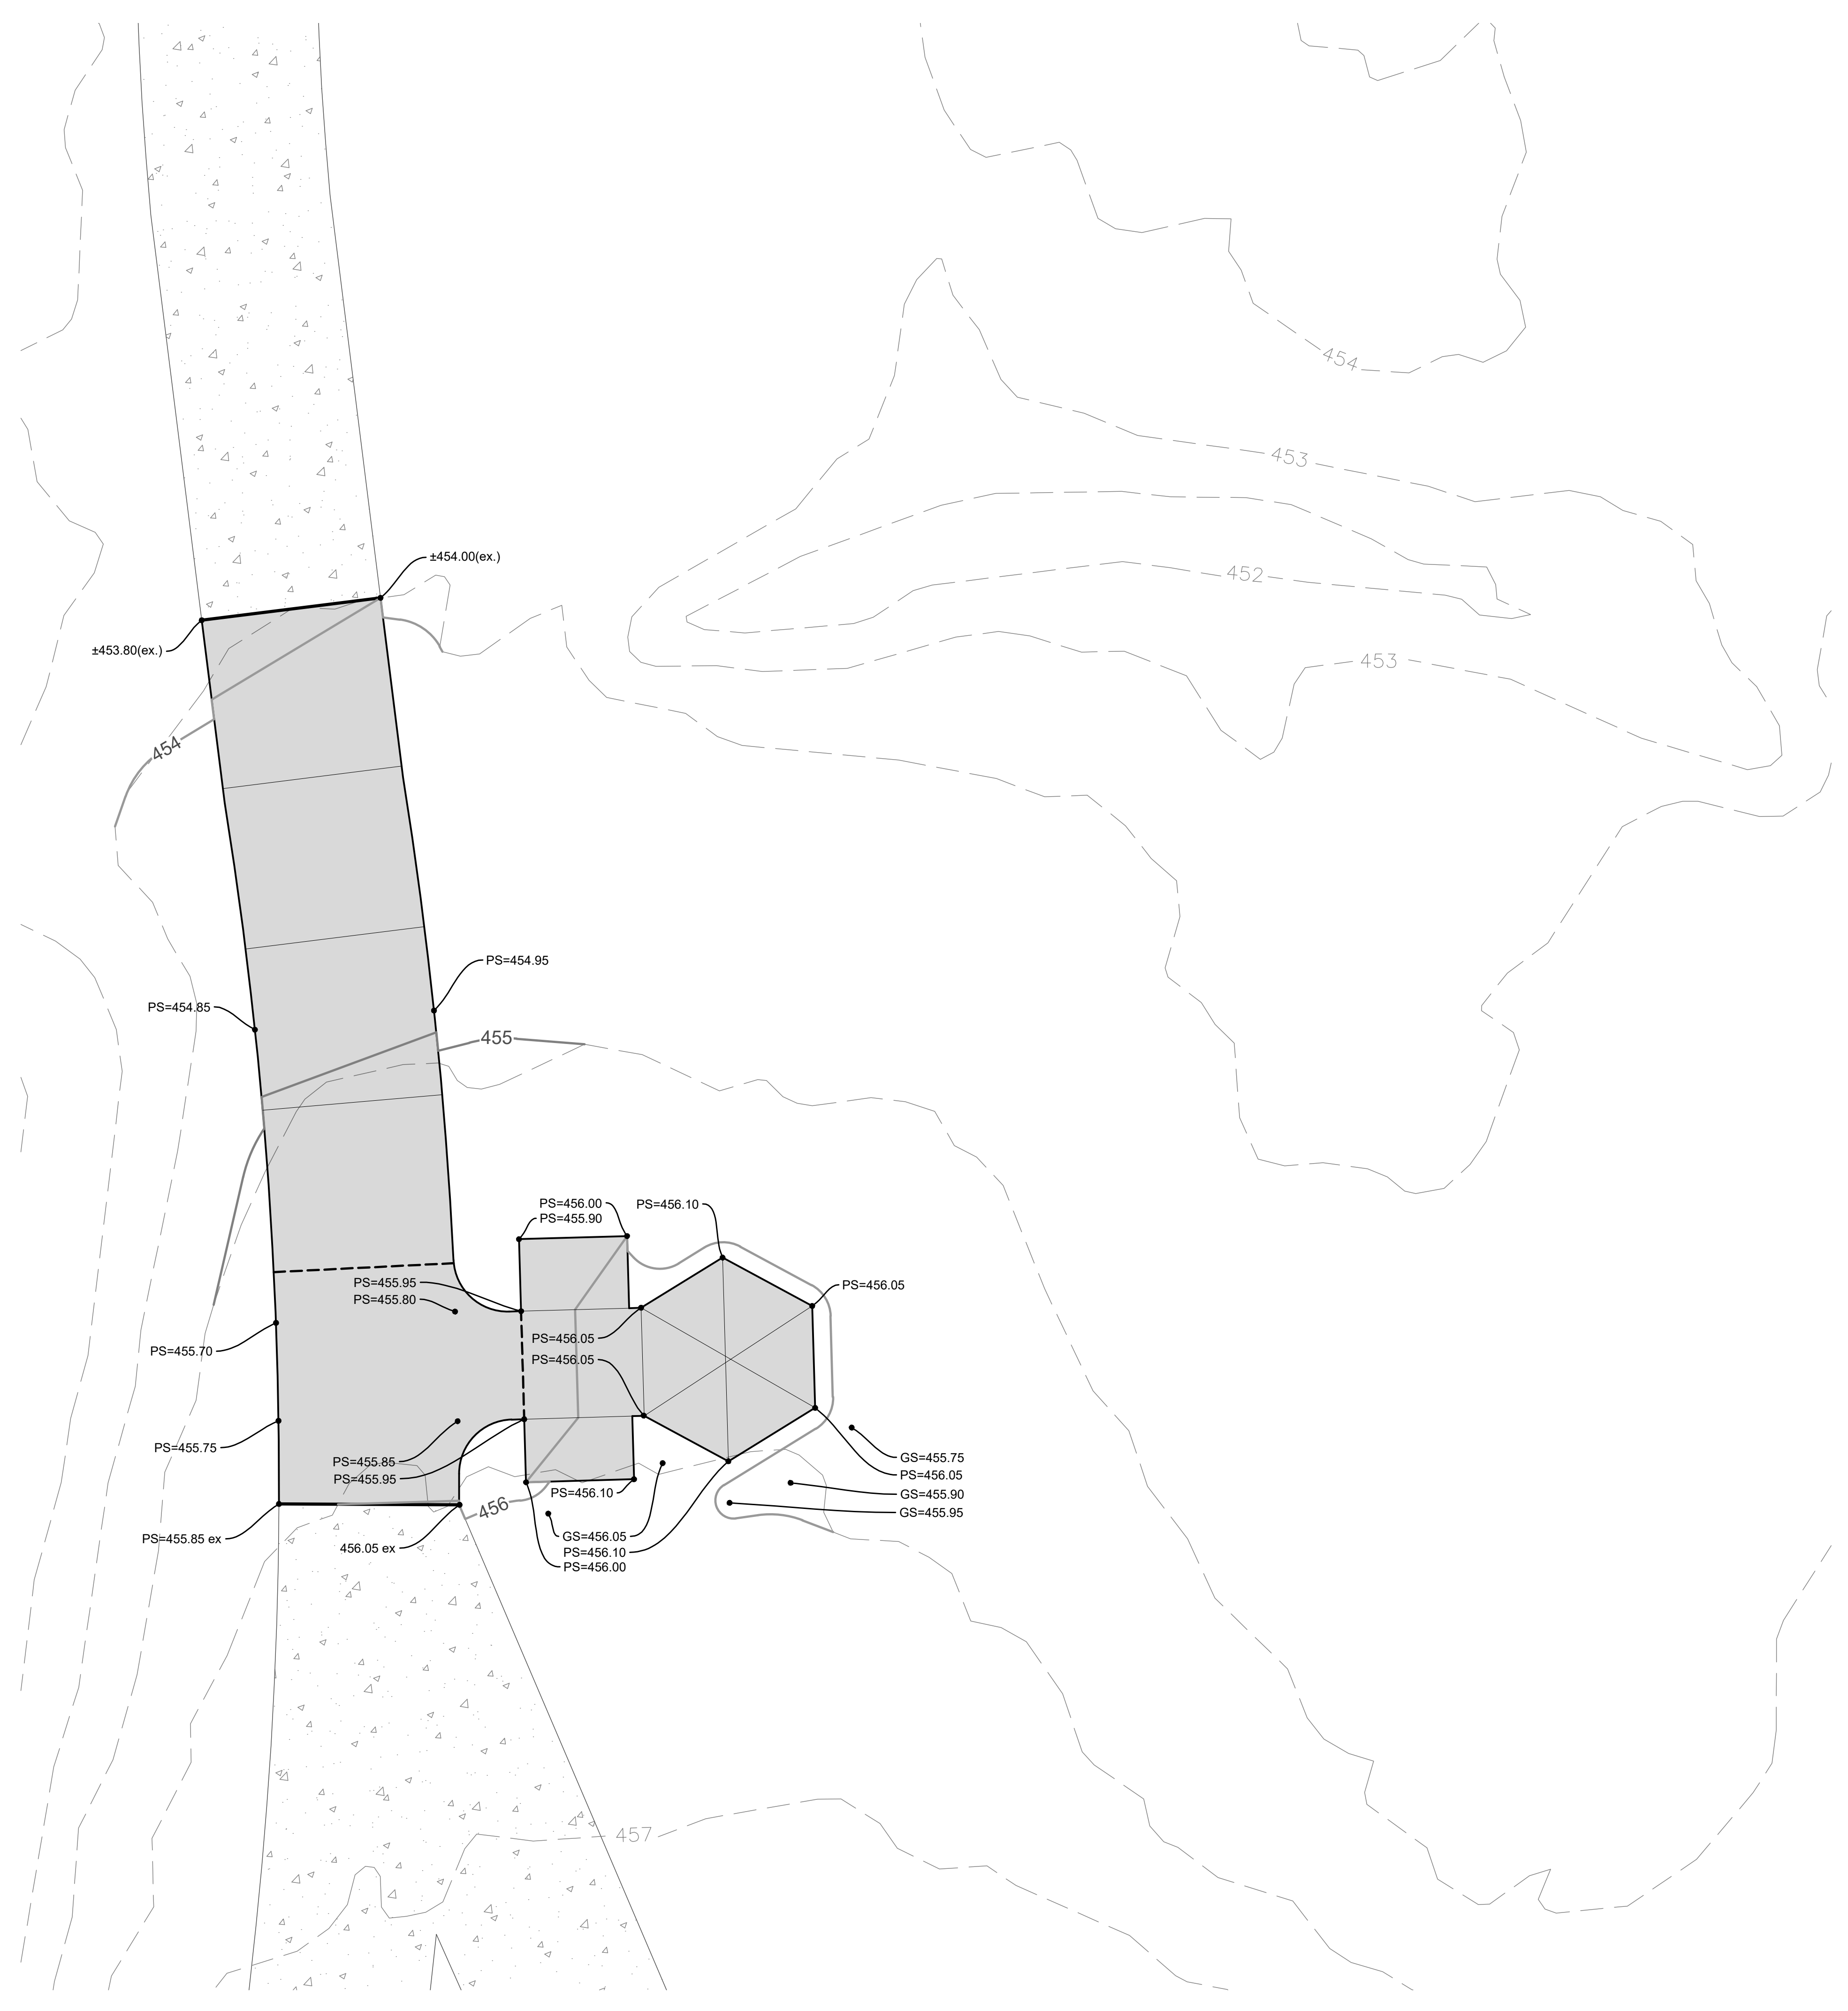 454
453
±454.00(ex.)
452
±453.80(ex.)
453
454
PS=454.95
PS=454.85
455
PS=456.00
PS=456.10
PS=455.90
PS=455.95
PS=456.05
PS=455.80
PS=456.05
PS=455.70
PS=456.05
PS=455.75
GS=455.75
PS=455.85
PS=456.05
PS=455.95
PS=456.10
GS=455.90
456
GS=455.95
GS=456.05
PS=455.85 ex
456.05 ex
PS=456.10
PS=456.00
457